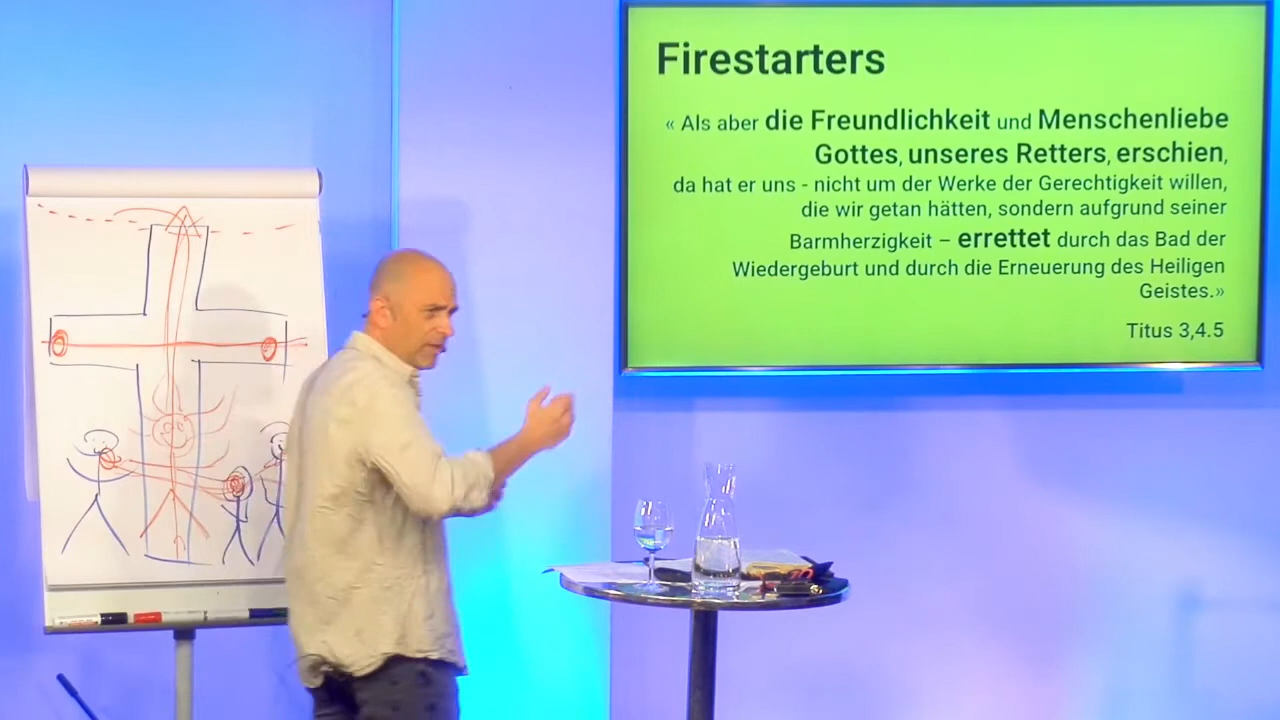 Firestarters
« Als aber die Freundlichkeit und Menschenliebe
Gottes, unseres Retters, erschien,
da hat er uns - nicht um der Werke der Gerechtigkeit willen,
die wir getan hätten, sondern aufgrund seiner
Barmherzigkeit – errettet durch das Bad der
Wiedergeburt und durch die Erneuerung des Heiligen
Geistes.»
Titus 3,4.5